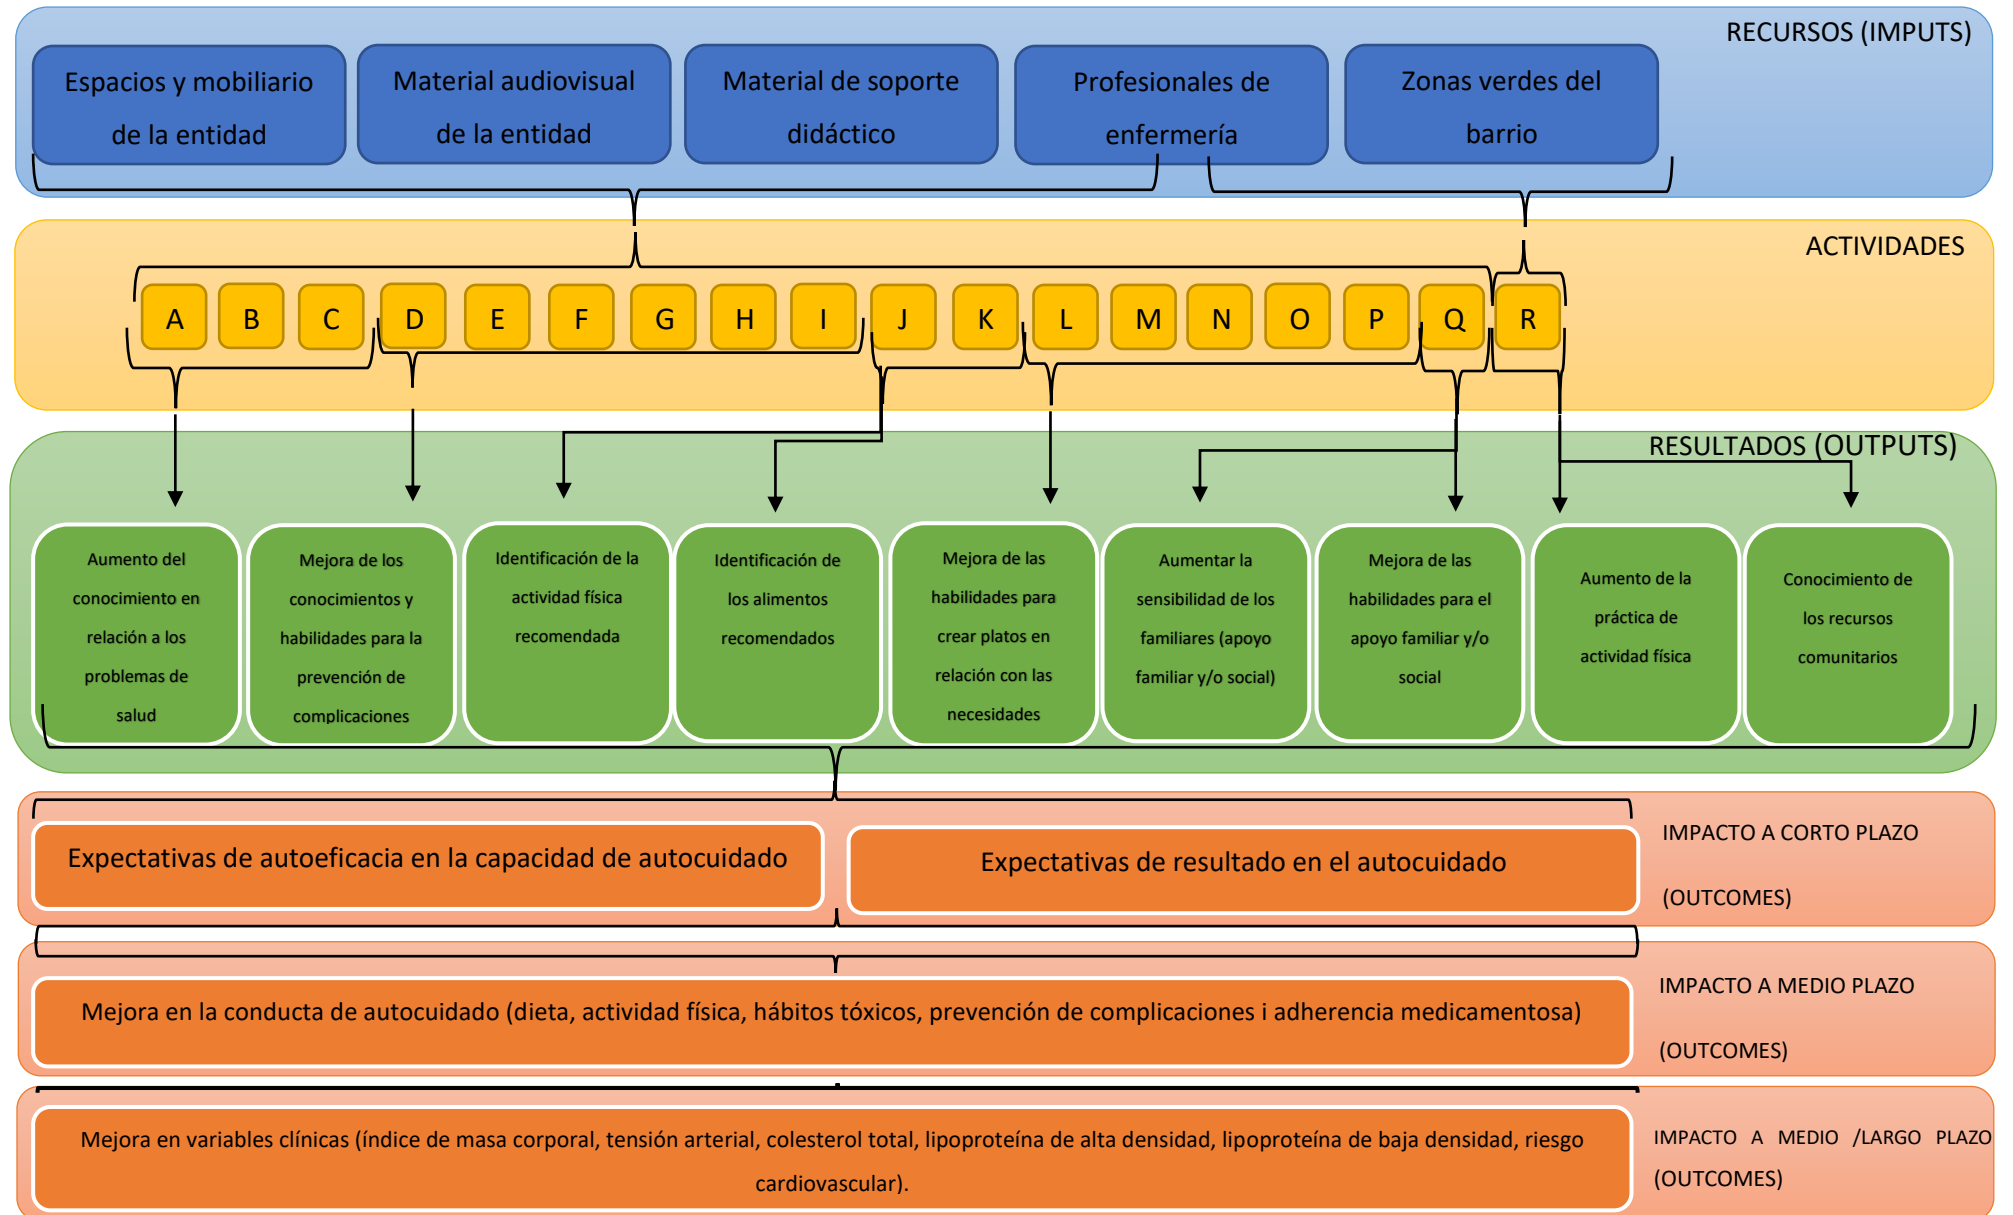 RECURSOS (IMPUTS)
Espacios y mobiliario
de la entidad
Material audiovisual
de la entidad
Material de soporte
didáctico
Profesionales de
enfermería
Zonas verdes del
barrio
ACTIVIDADES
A
B
C
D
E
F
G
H
I
J
K
L
M
N
O
P
Q
R
RESULTADOS (OUTPUTS)
Aumento del
conocimiento en
relación a los
problemas de
salud
Mejora de los
conocimientos y
habilidades para la
prevención de
complicaciones
Identificación de la
actividad física
recomendada
Identificación de
los alimentos
recomendados
Mejora de las
habilidades para
crear platos en
relación con las
necesidades
Aumentar la
sensibilidad de los
familiares (apoyo
familiar y/o social)
Mejora de las
habilidades para el
apoyo familiar y/o
social
Aumento de la
práctica de
actividad física
Conocimiento de
los recursos
comunitarios
Expectativas de autoeficacia en la capacidad de autocuidado
Expectativas de resultado en el autocuidado
IMPACTO A CORTO PLAZO
(OUTCOMES)
Mejora en la conducta de autocuidado (dieta, actividad física, hábitos tóxicos, prevención de complicaciones i adherencia medicamentosa)
IMPACTO A MEDIO PLAZO
(OUTCOMES)
Mejora en variables clínicas (índice de masa corporal, tensión arterial, colesterol total, lipoproteína de alta densidad, lipoproteína de baja densidad, riesgo
cardiovascular).
IMPACTO A MEDIO /LARGO PLAZO
(OUTCOMES)